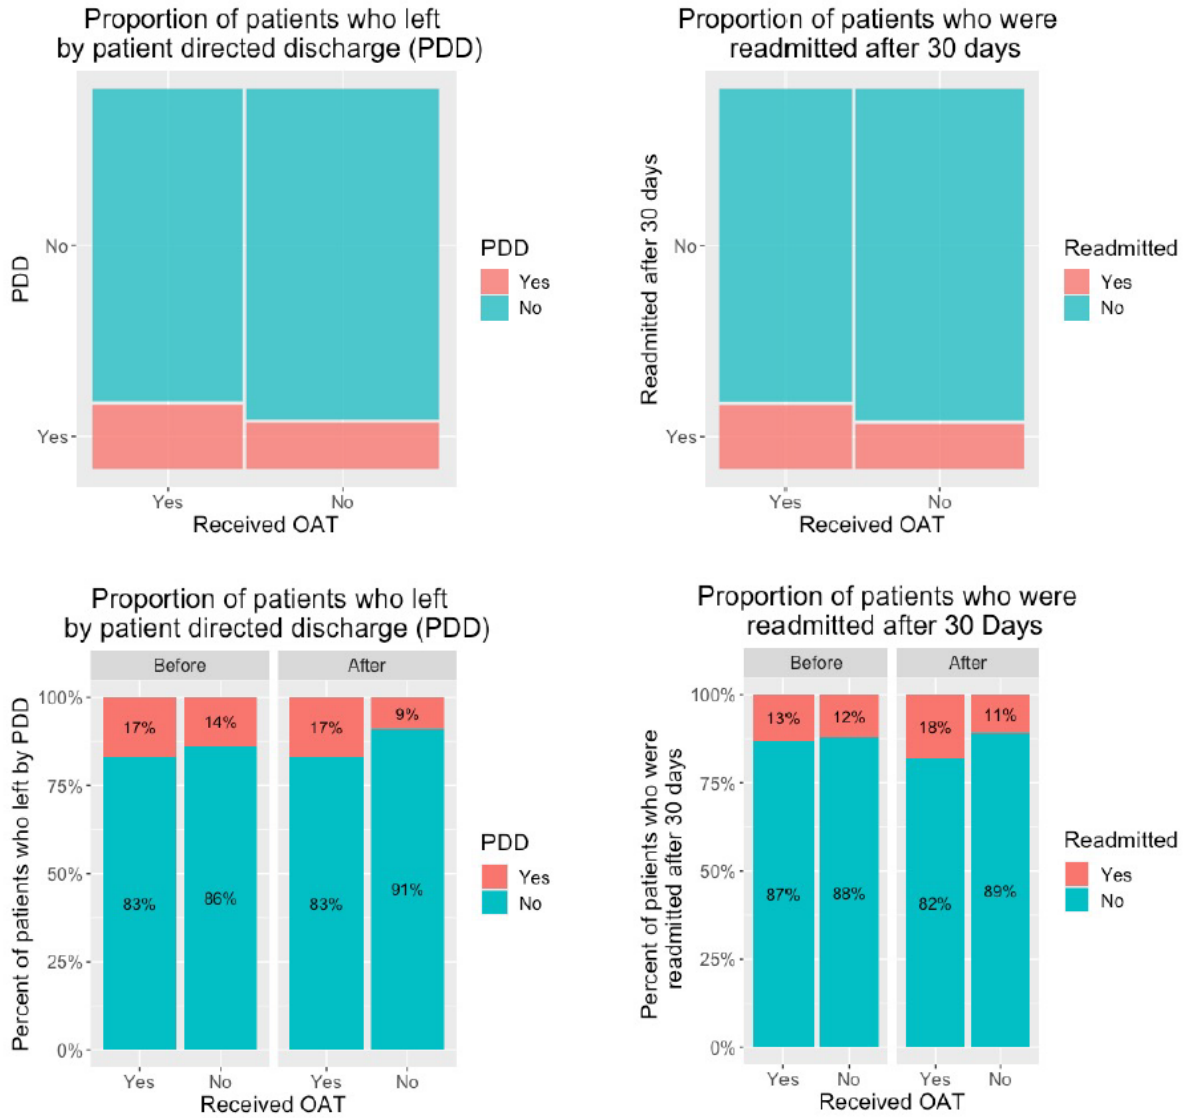 Proportion of patients who left
by patient directed discharge (PDD)
PDD
No
Yes
Yes No
Received OAT
PDD
Yes
No
Proportion of patients who were
readmitted after 30 days
Readmitted after 30 days
No
Yes
Yes No
Received OAT
Readmitted
Yes
No
Proportion of patients who left
by patient directed discharge (PDD)
Before After
Percent of patients who left by PDD
100%
75%
50%
25%
0%
17% 14% 17% 9%
83% 86% 83% 91%
Yes No Yes No
Received OAT
PDD
Yes
No
Proportion of patients who were
readmitted after 30 Days
Before After
Percent of patients who were
readmitted after 30 days
100%
75%
50%
25%
0%
13% 12% 18% 11%
87% 88% 82% 89%
Yes No Yes No
Received OAT
Readmitted
Yes
No